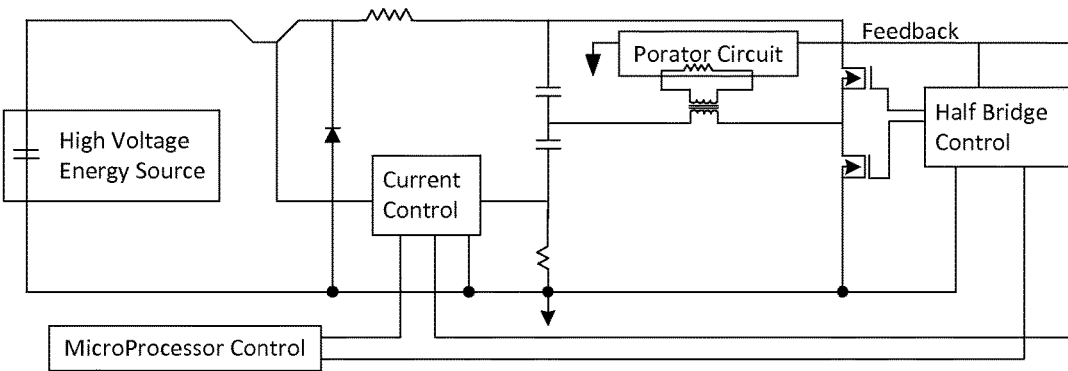 Feedback
Porator Circuit
High Voltage
Energy Source
Half Bridge
Control
Current
Control
MicroProcessor Control